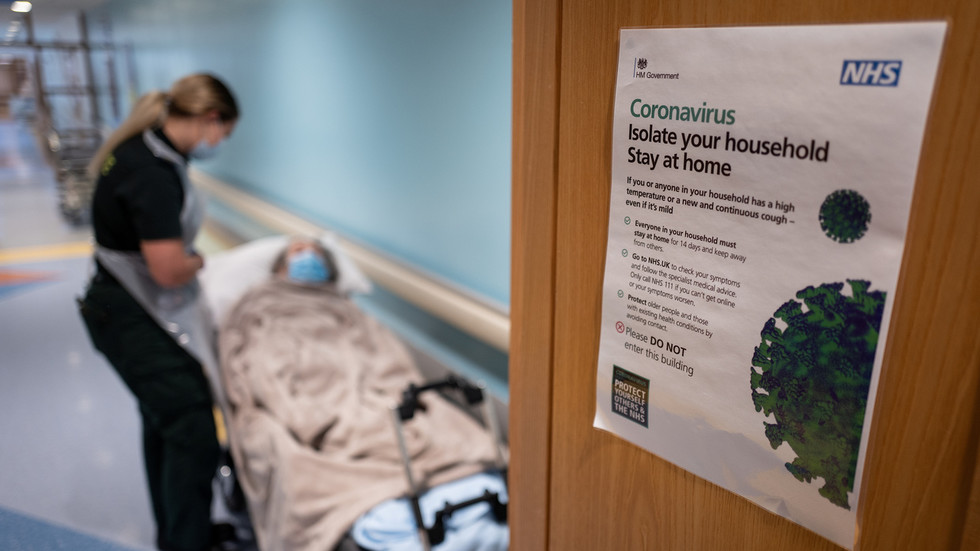 HM Government
NHS
Coronavirus
Isolate your household
Stay at home
If you or anyone in your household has a high
temperature or a new and continuous cough –
even if it's mild
Everyone in your household must
stay at home for 14 days and keep away
from others.
Go to NHS.UK to check your symptoms
and follow the specialist medical advice.
Only call NHS 111 if you can't get online
or your symptoms worsen.
Protect older people and those
with existing health conditions by
avoiding contact.
Please DO NOT
enter this building
CORONAVIRUS
PROTECT
YOURSELF
OTHERS &
THE NHS